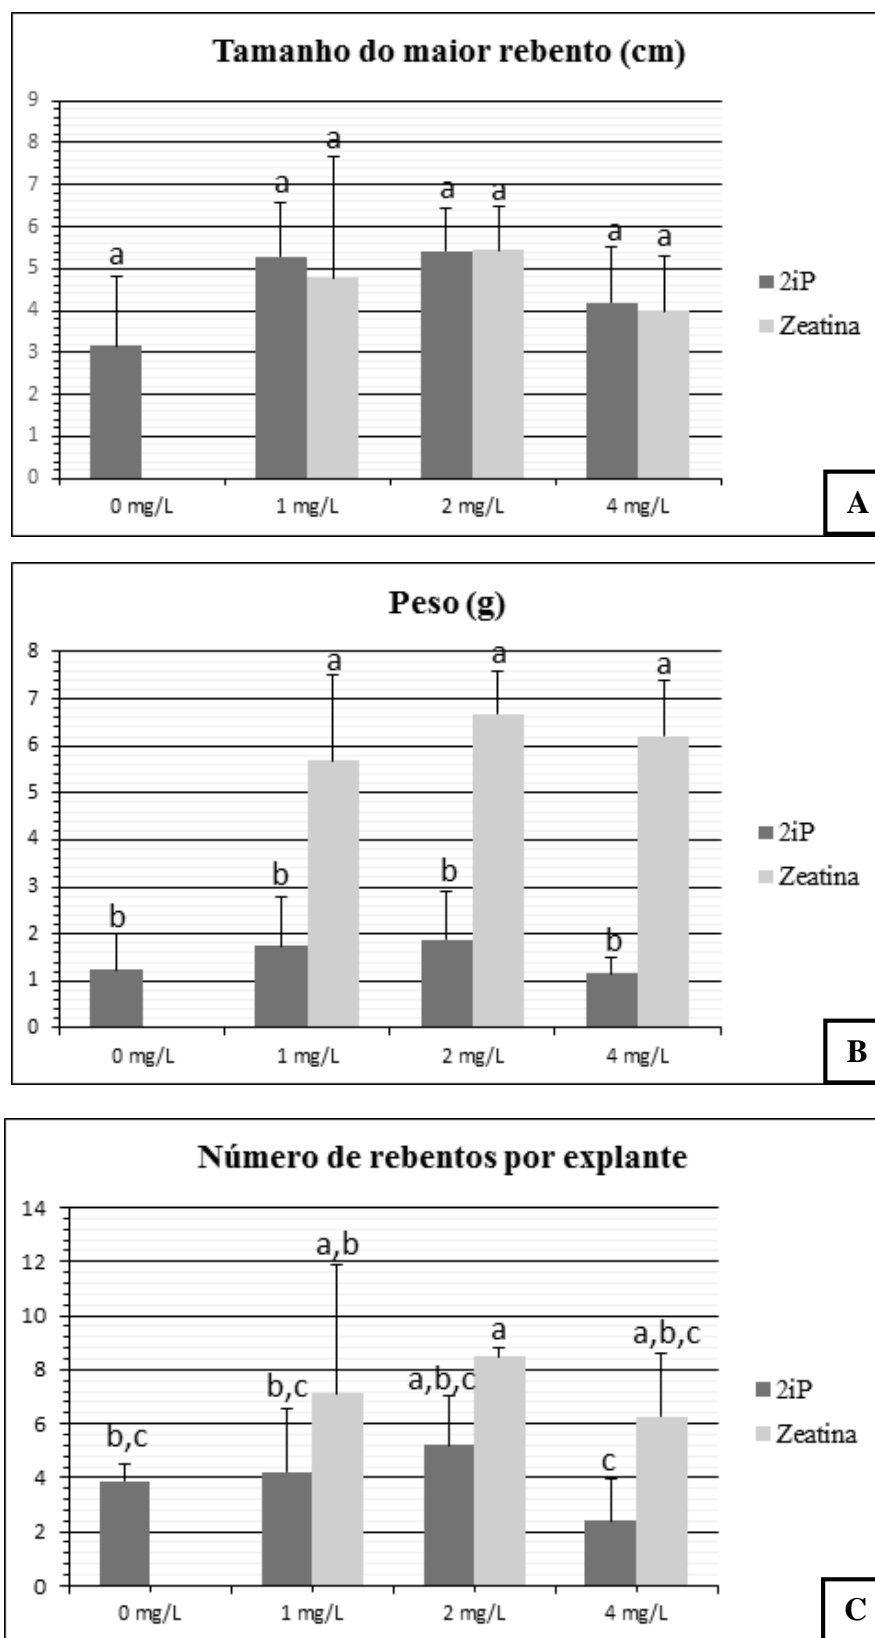 Tamanho do maior rebento (cm)
9
8
7
6
5
4
3
2
1
0
a
a
a
a
a
a
a
0 mg/L
1 mg/L
2 mg/L
4 mg/L
2iP
Zeatina
A
Peso (g)
8
7
6
5
4
3
2
1
0
b
b
a
b
a
b
a
0 mg/L
1 mg/L
2 mg/L
4 mg/L
2iP
Zeatina
B
Número de rebentos por explante
14
12
10
8
6
4
2
0
b,c
b,c
a,b
a,b,c
a
c
a,b,c
0 mg/L
1 mg/L
2 mg/L
4 mg/L
2iP
Zeatina
C